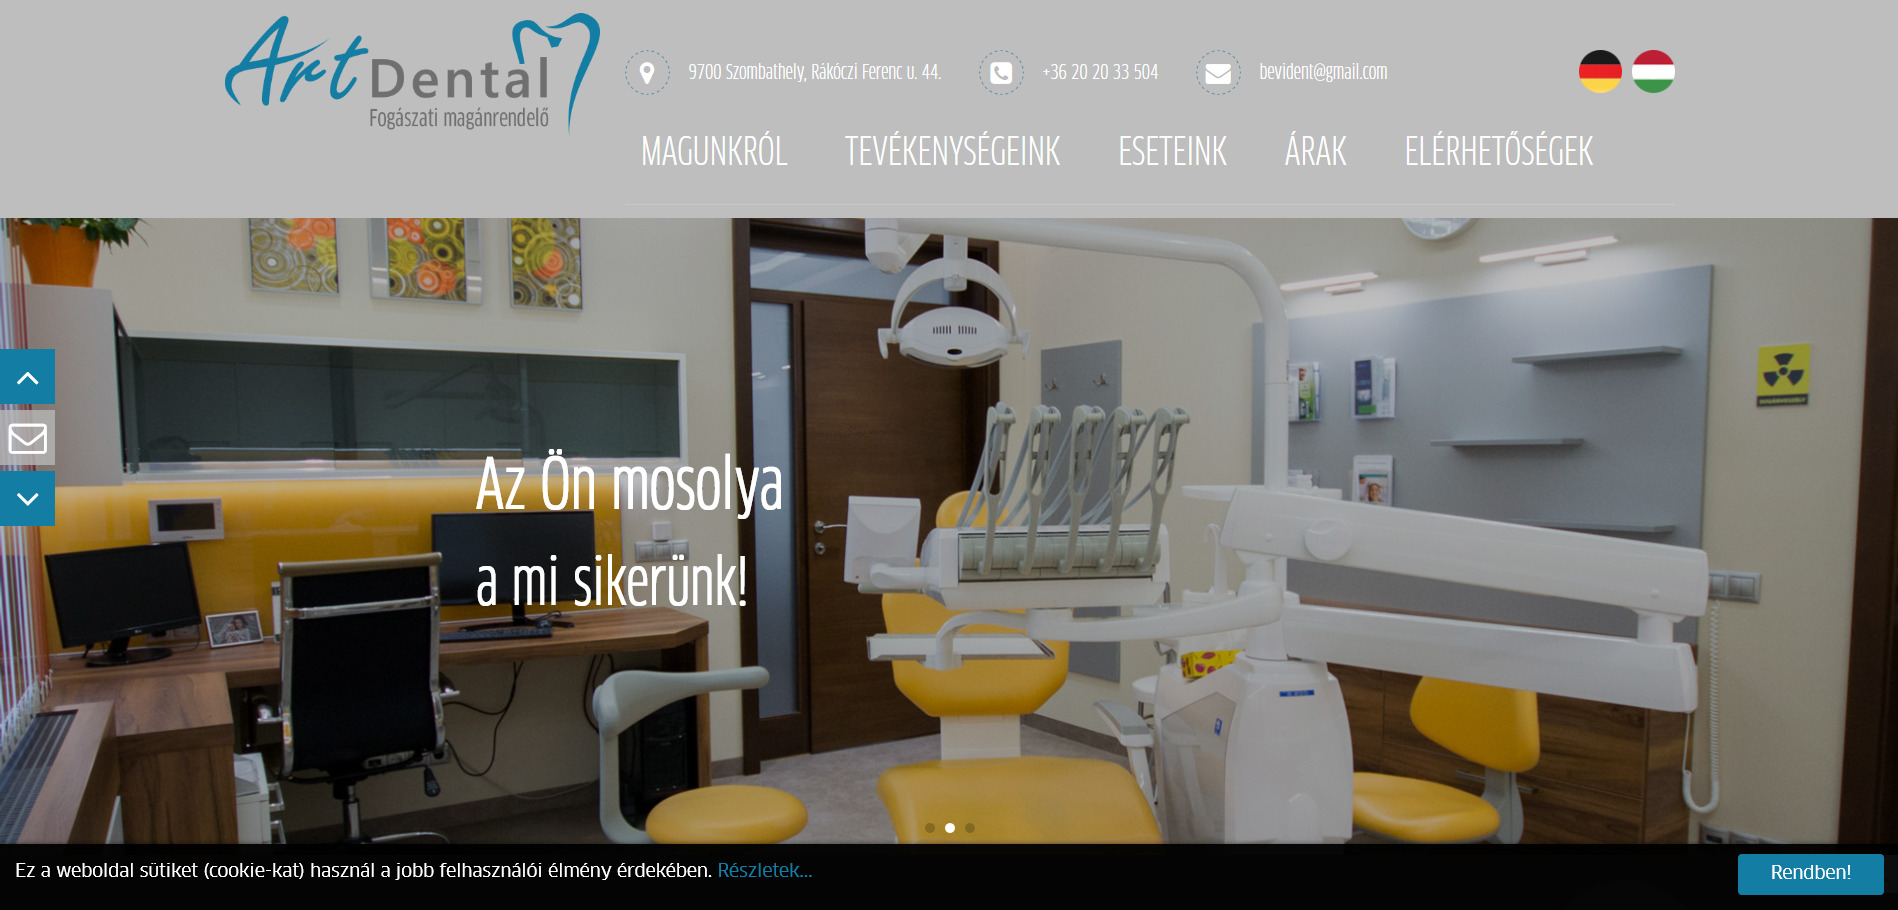 Art Dental
Fogászati magánrendelő
9700 Szombathely, Rákóczi Ferenc u. 44.
+36 20 20 33 504
bevident@gmail.com
MAGUNKRÓL TEVÉKENYSÉGEINK ESETEINK ÁRAK ELÉRHETŐSÉGEK
Az Ön mosolya
a mi sikerünk!
Ez a weboldal sütiket (cookie-kat) használ a jobb felhasználói élmény érdekében. Részletek...
Rendben!